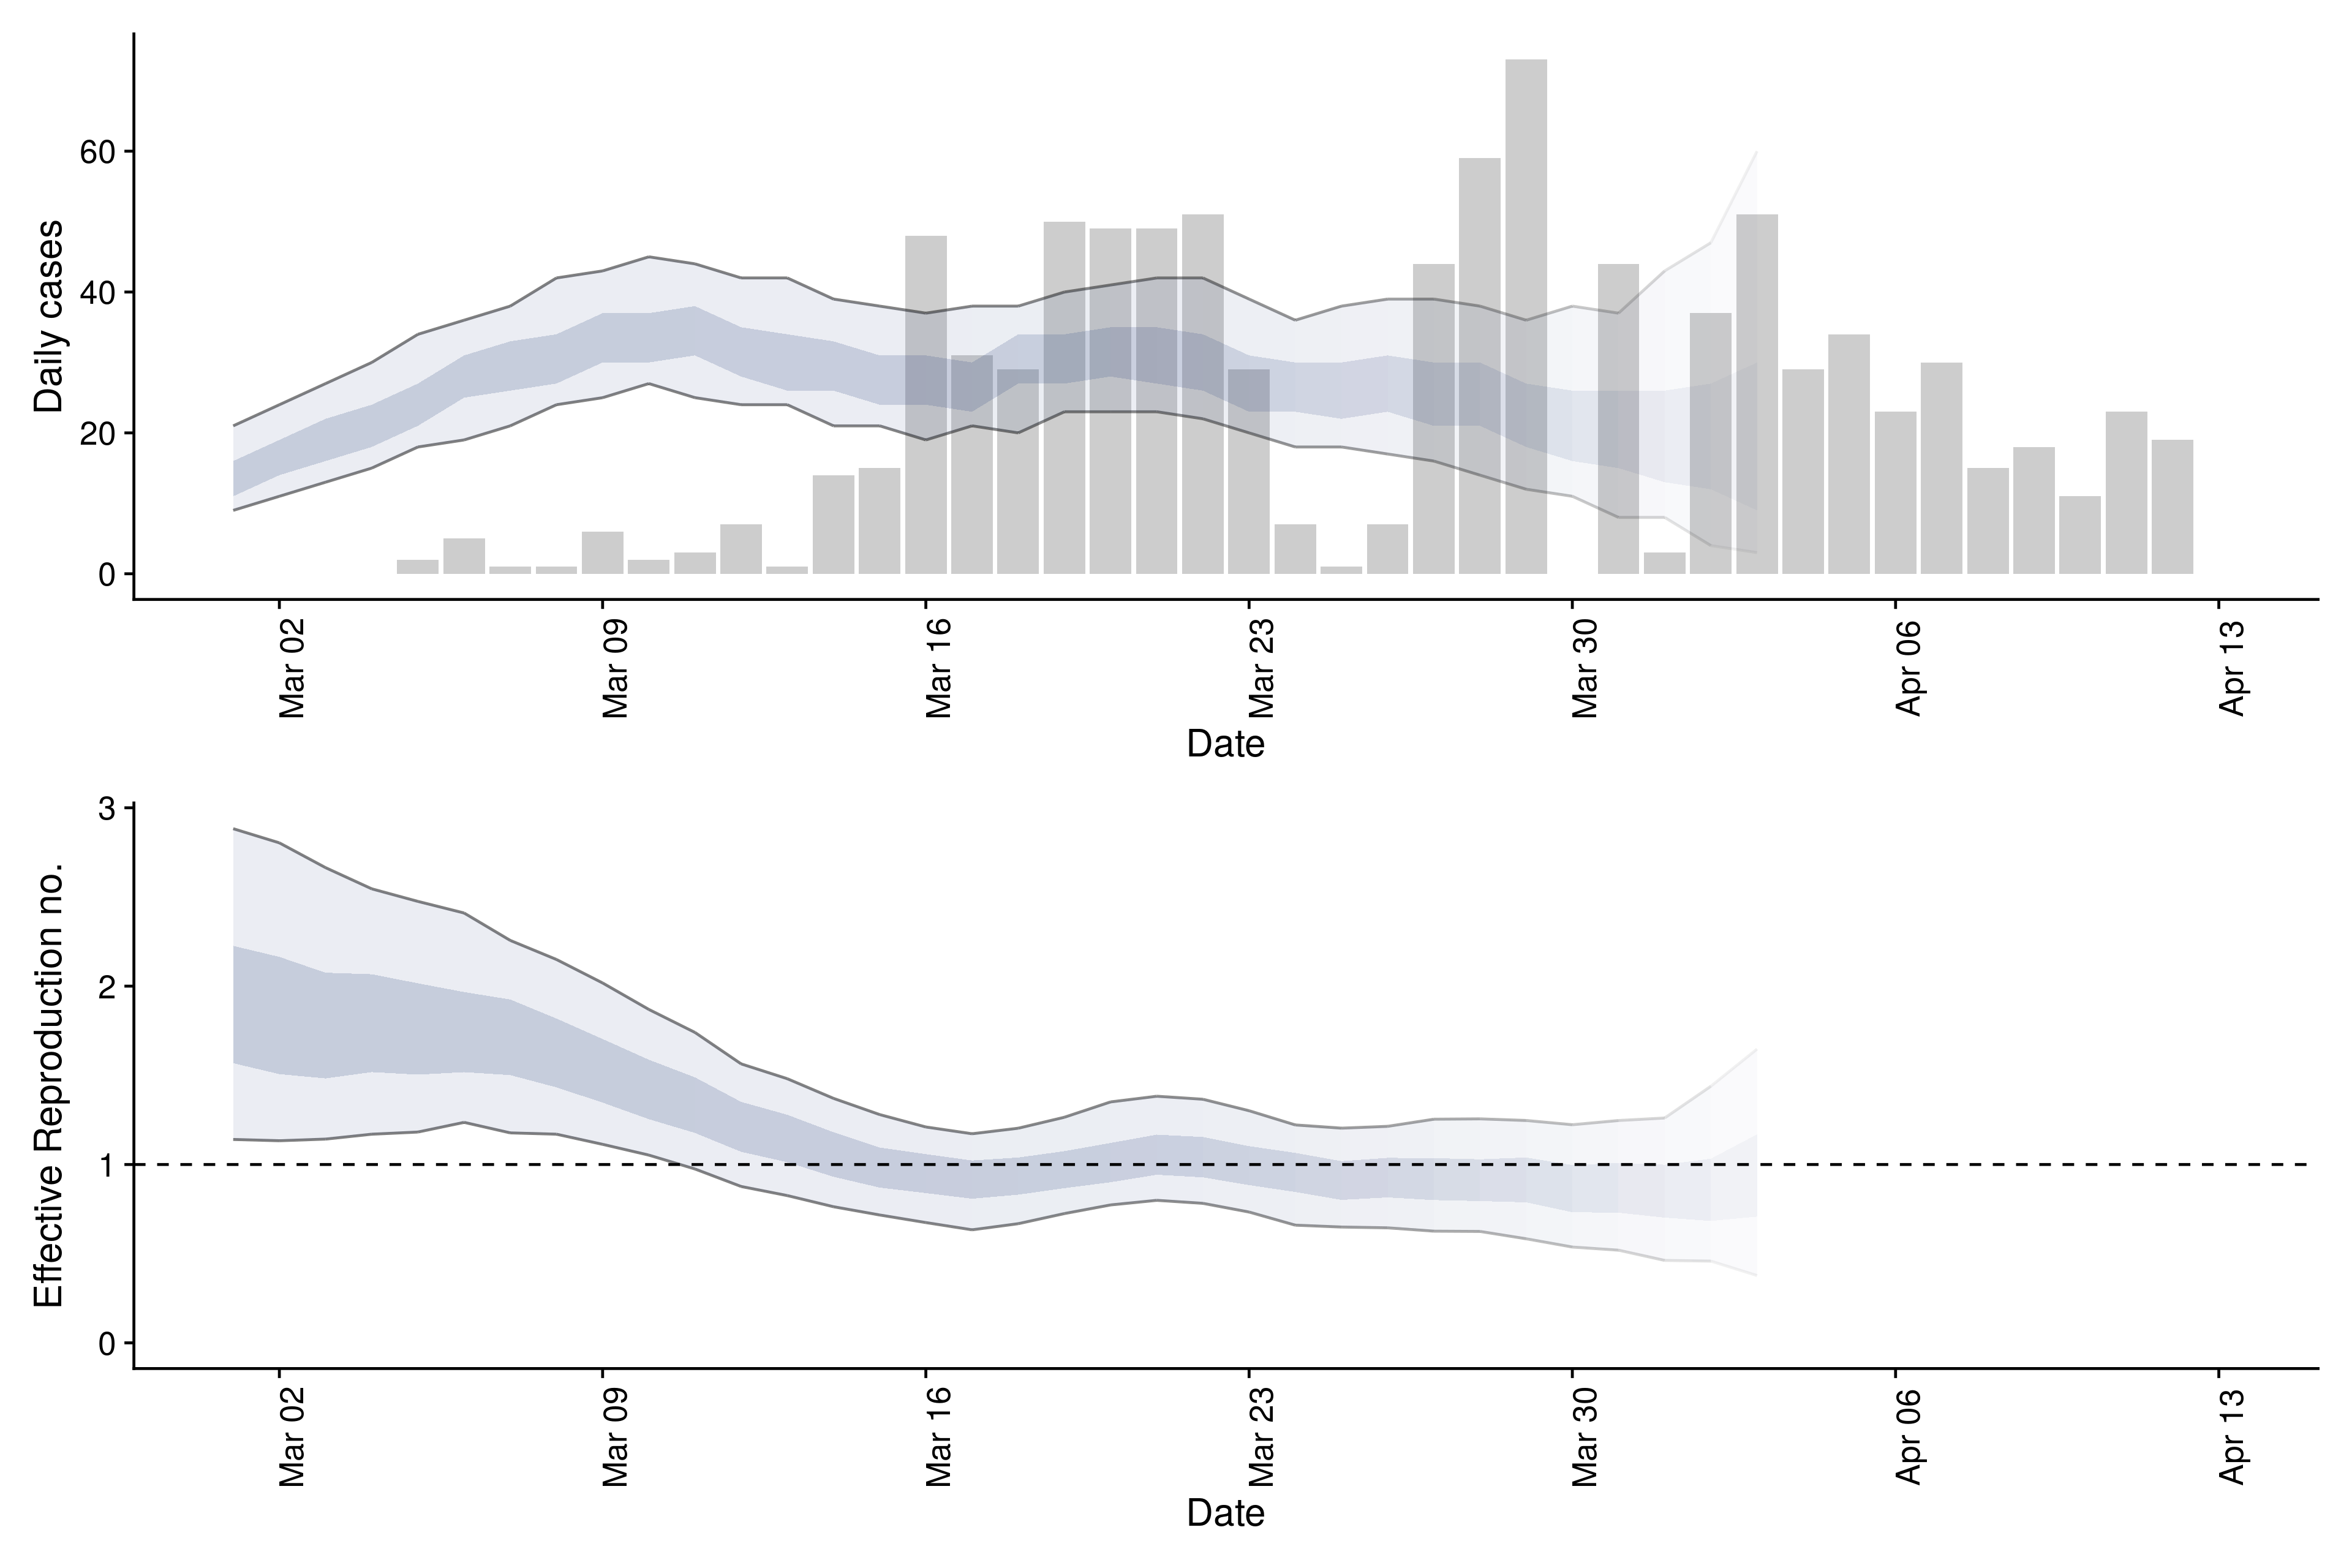 Daily cases
60
40
20
0
Mar 02
Mar 09
Mar 16
Mar 23
Mar 30
Apr 06
Apr 13
Date
Effective Reproduction no.
3
2
1
0
Mar 02
Mar 09
Mar 16
Mar 23
Mar 30
Apr 06
Apr 13
Date